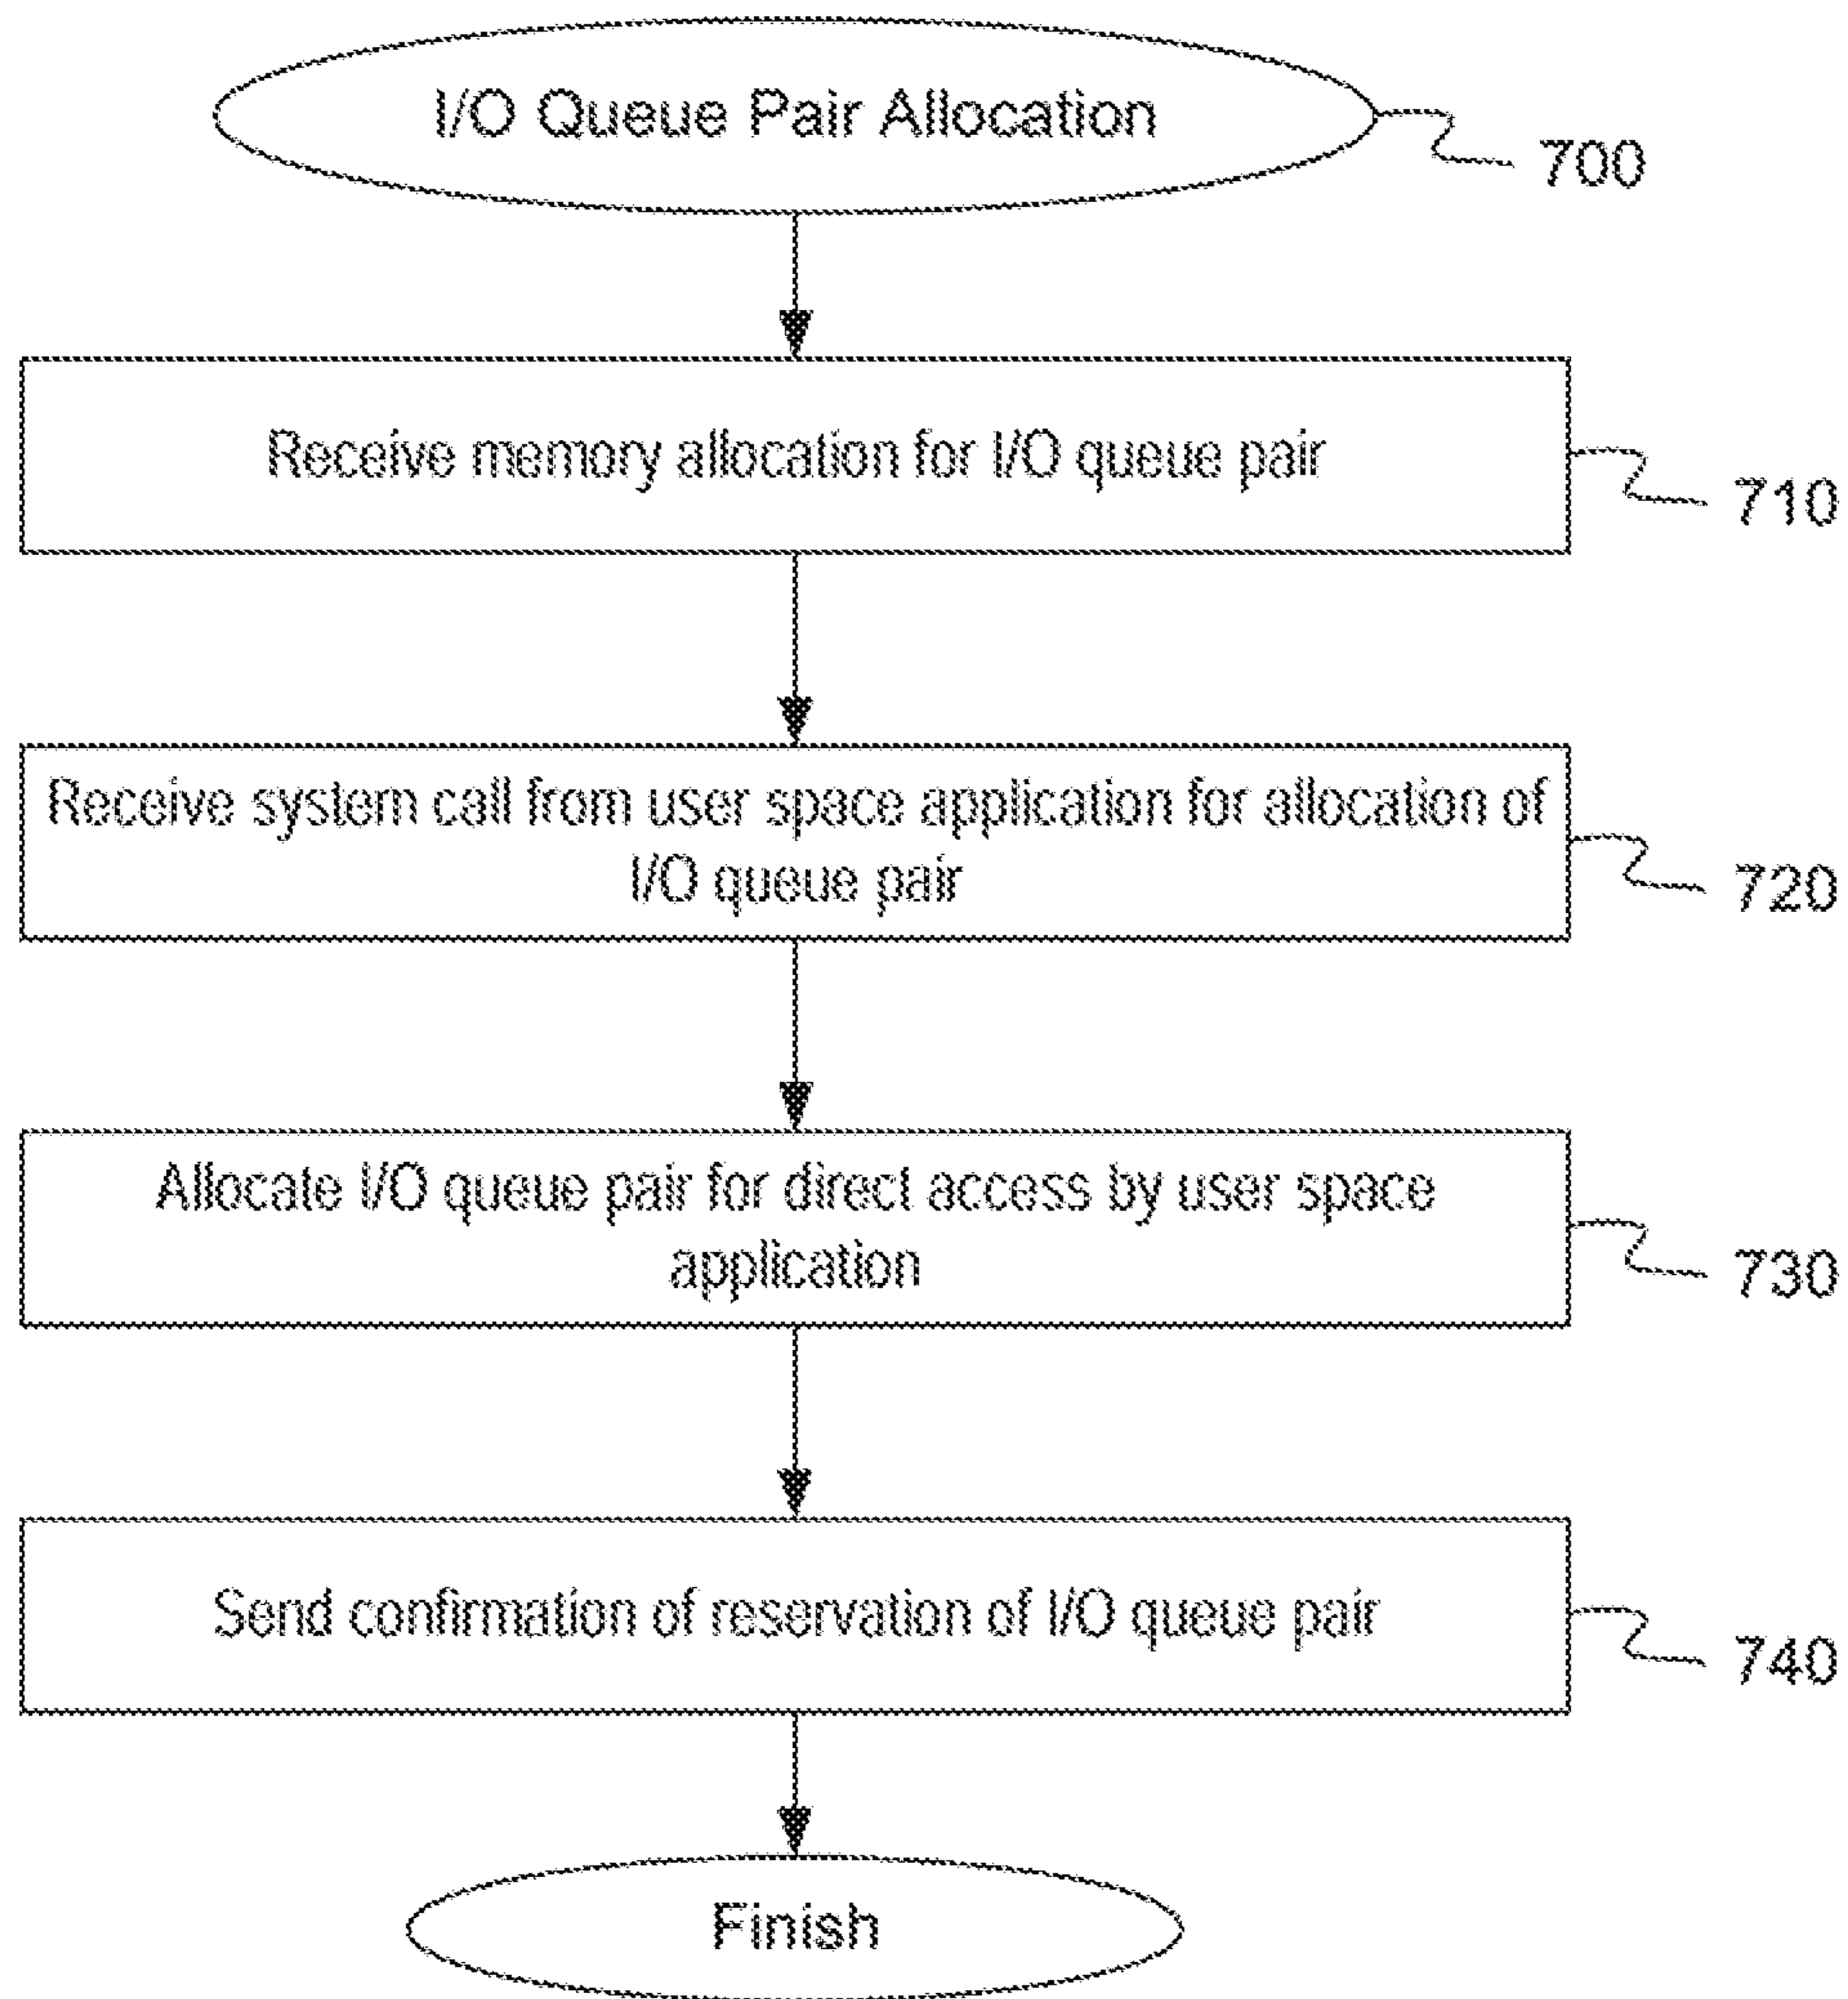 I/O Queue Pair Allocation
700
Receive memory allocation for I/O queue pair
710
Receive system call from user space application for allocation of
I/O queue pair
720
Allocate I/O queue pair for direct access by user space
application
730
Send confirmation of reservation of I/O queue pair
740
Finish